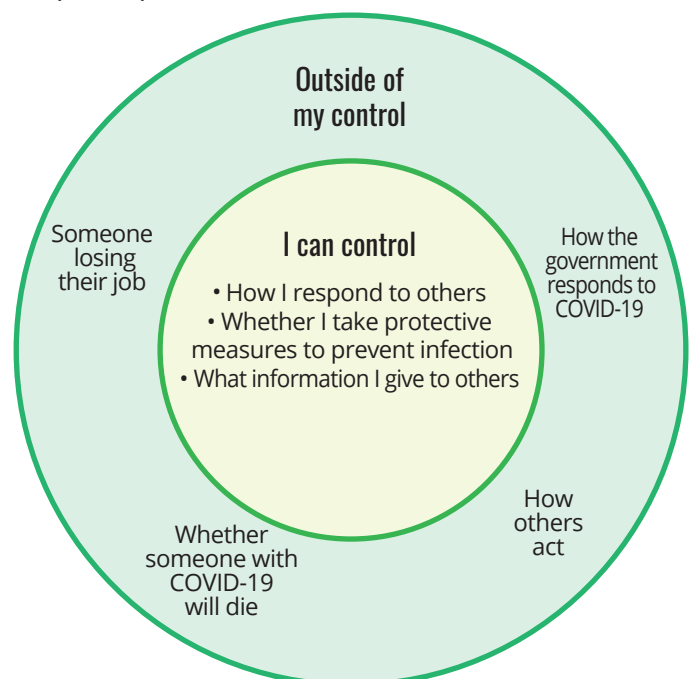 Outside of
my control
Someone
losing
their job
How the
government
responds to
COVID-19
I can control
• How I respond to others
• Whether I take protective
measures to prevent infection
• What information I give to others
Whether
someone with
COVID-19
will die
How
others
act